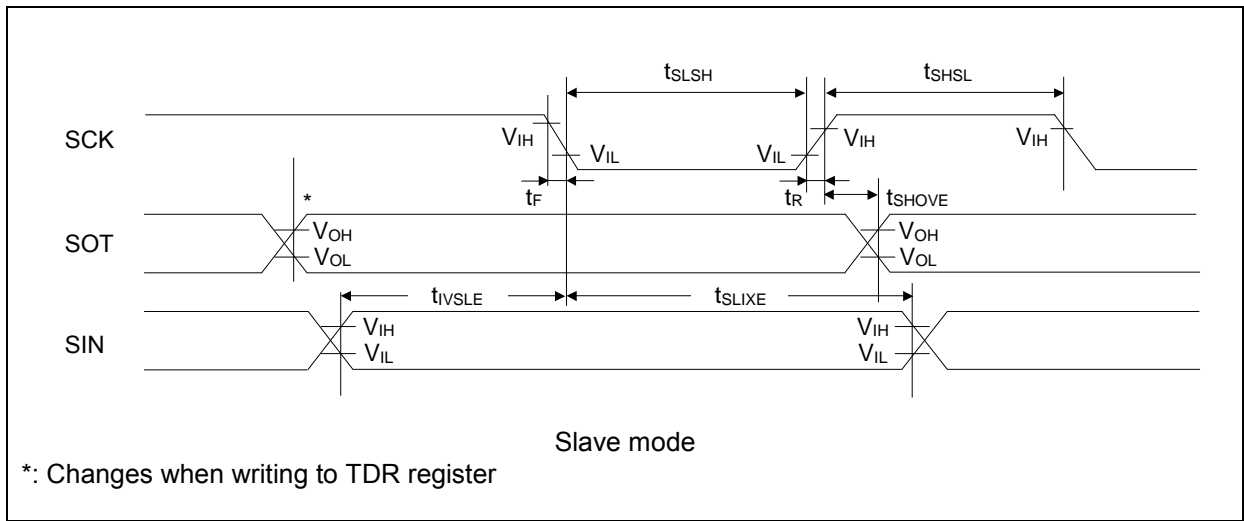 tSLSH tSHSL
SCK VIH VIL VIL VIH VIH
tF tR tSHOVE
*
SOT VOH VOH
VOL VOL
tIVSLE tSLIXE
SIN VIH VIH
VIL VIL
Slave mode
*: Changes when writing to TDR register